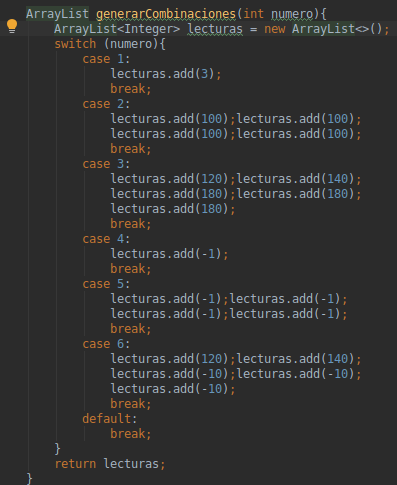 ArrayList generarCombinaciones(int numero){
    ArrayList<Integer> lecturas = new ArrayList<>();
    switch (numero){
        case 1:
            lecturas.add(3);
            break;
        case 2:
            lecturas.add(100);lecturas.add(100);
            lecturas.add(100);lecturas.add(100);
            break;
        case 3:
            lecturas.add(120);lecturas.add(140);
            lecturas.add(180);lecturas.add(180);
            lecturas.add(180);
            break;
        case 4:
            lecturas.add(-1);
            break;
        case 5:
            lecturas.add(-1);lecturas.add(-1);
            lecturas.add(-1);lecturas.add(-1);
            break;
        case 6:
            lecturas.add(120);lecturas.add(140);
            lecturas.add(-10);lecturas.add(-10);
            lecturas.add(-10);
            break;
        default:
            break;
    }
    return lecturas;
}